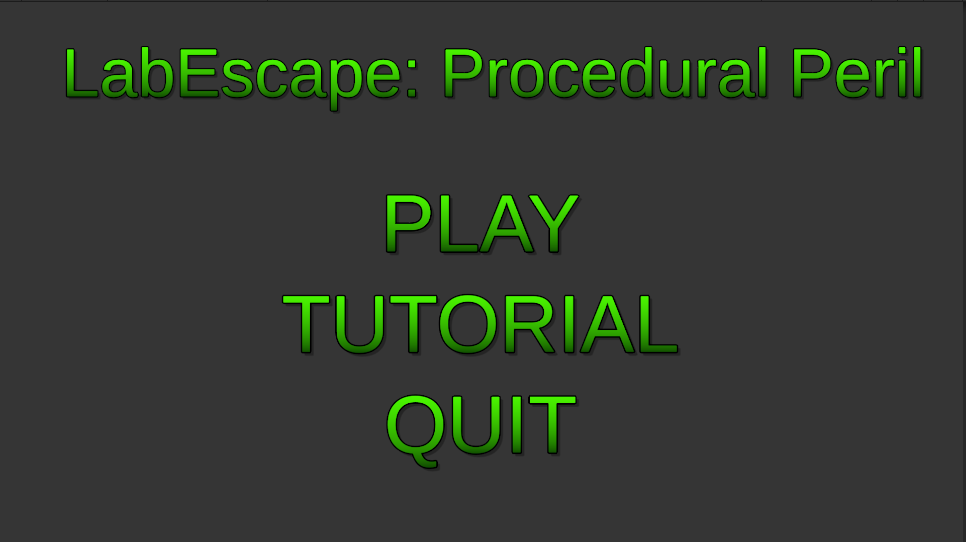 LabEscape: Procedural Peril
PLAY
TUTORIAL
QUIT